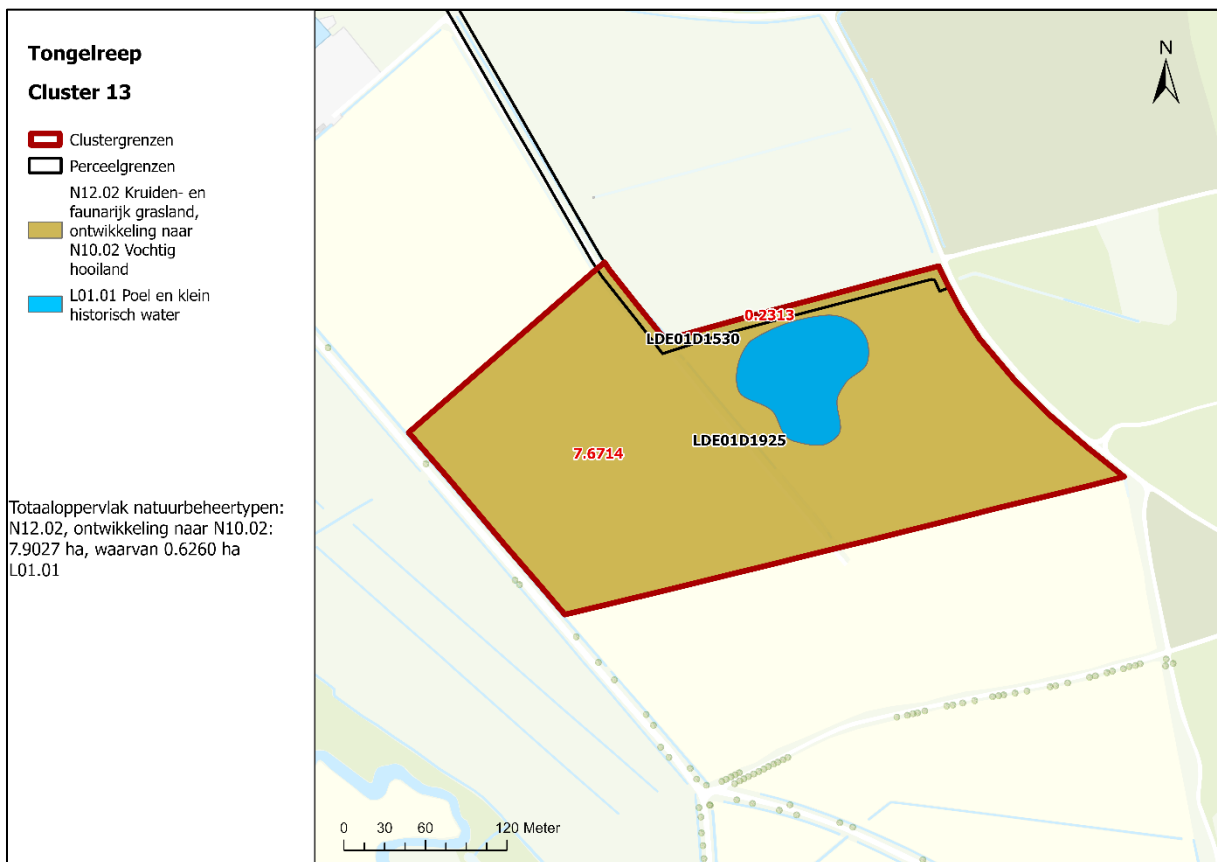 Tongelreep
Cluster 13
Clustergrenzen
Perceelgrenzen
N12.02 Kruiden- en
faunarijk grasland,
ontwikkeling naar
N10.02 Vochtig
hooiland
L01.01 Poel en klein
historisch water
Totaaloppervlak natuurbeheertypen:
N12.02, ontwikkeling naar N10.02:
7.9027 ha, waarvan 0.6260 ha
L01.01
N
0.2313
LDE01D1530
LDE01D1925
7.6714
0 30 60 120 Meter